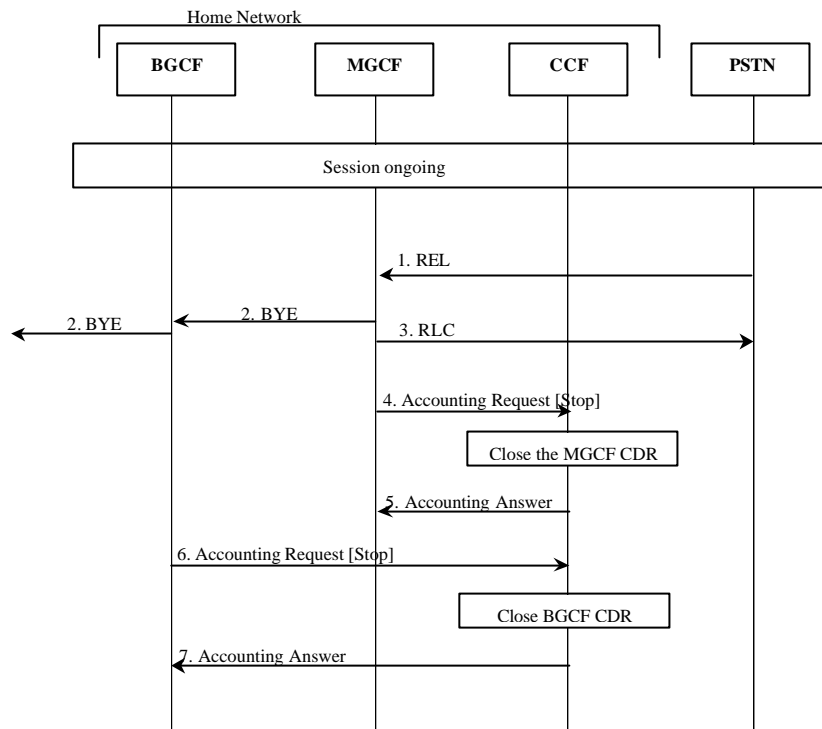 Home Network
BGCF
MGCF
CCF
PSTN
Session ongoing
1. REL
2. BYE
2. BYE
3. RLC
4. Accounting Request [Stop]
Close the MGCF CDR
5. Accounting Answer
6. Accounting Request [Stop]
Close BGCF CDR
7. Accounting Answer